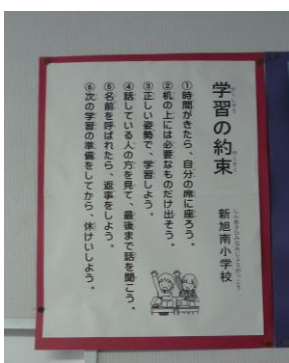 学習の約束
新旭南小学校
①時間がきたら、自分の席に座ろう。
②机の上には必要なものだけ出そう。
③正しい姿勢で、学習しよう。
④話している人の方を見て、最後まで話を聞こう。
⑤名前を呼ばれたら、返事をしよう。
⑥次の学習の準備をしてから、休けいしよう。